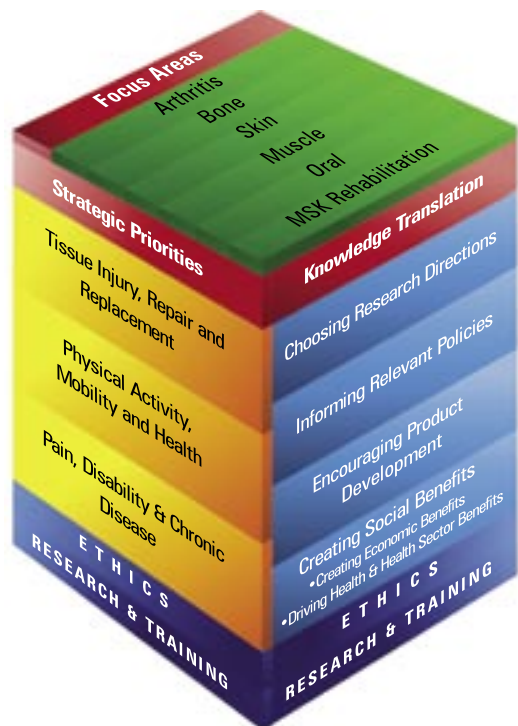 Focus Areas
Arthritis
Bone
Skin
Muscle
Oral
MSK Rehabilitation
Strategic Priorities
Tissue Injury, Repair and
Replacement
Physical Activity,
Mobility and Health
Pain, Disability & Chronic
Disease
ETHICS
RESEARCH & TRAINING
Knowledge Translation
Choosing Research Directions
Informing Relevant Policies
Encouraging Product
Development
Creating Social Benefits
•Creating Economic Benefits
•Driving Health & Health Sector Benefits
ETHICS
RESEARCH & TRAINING